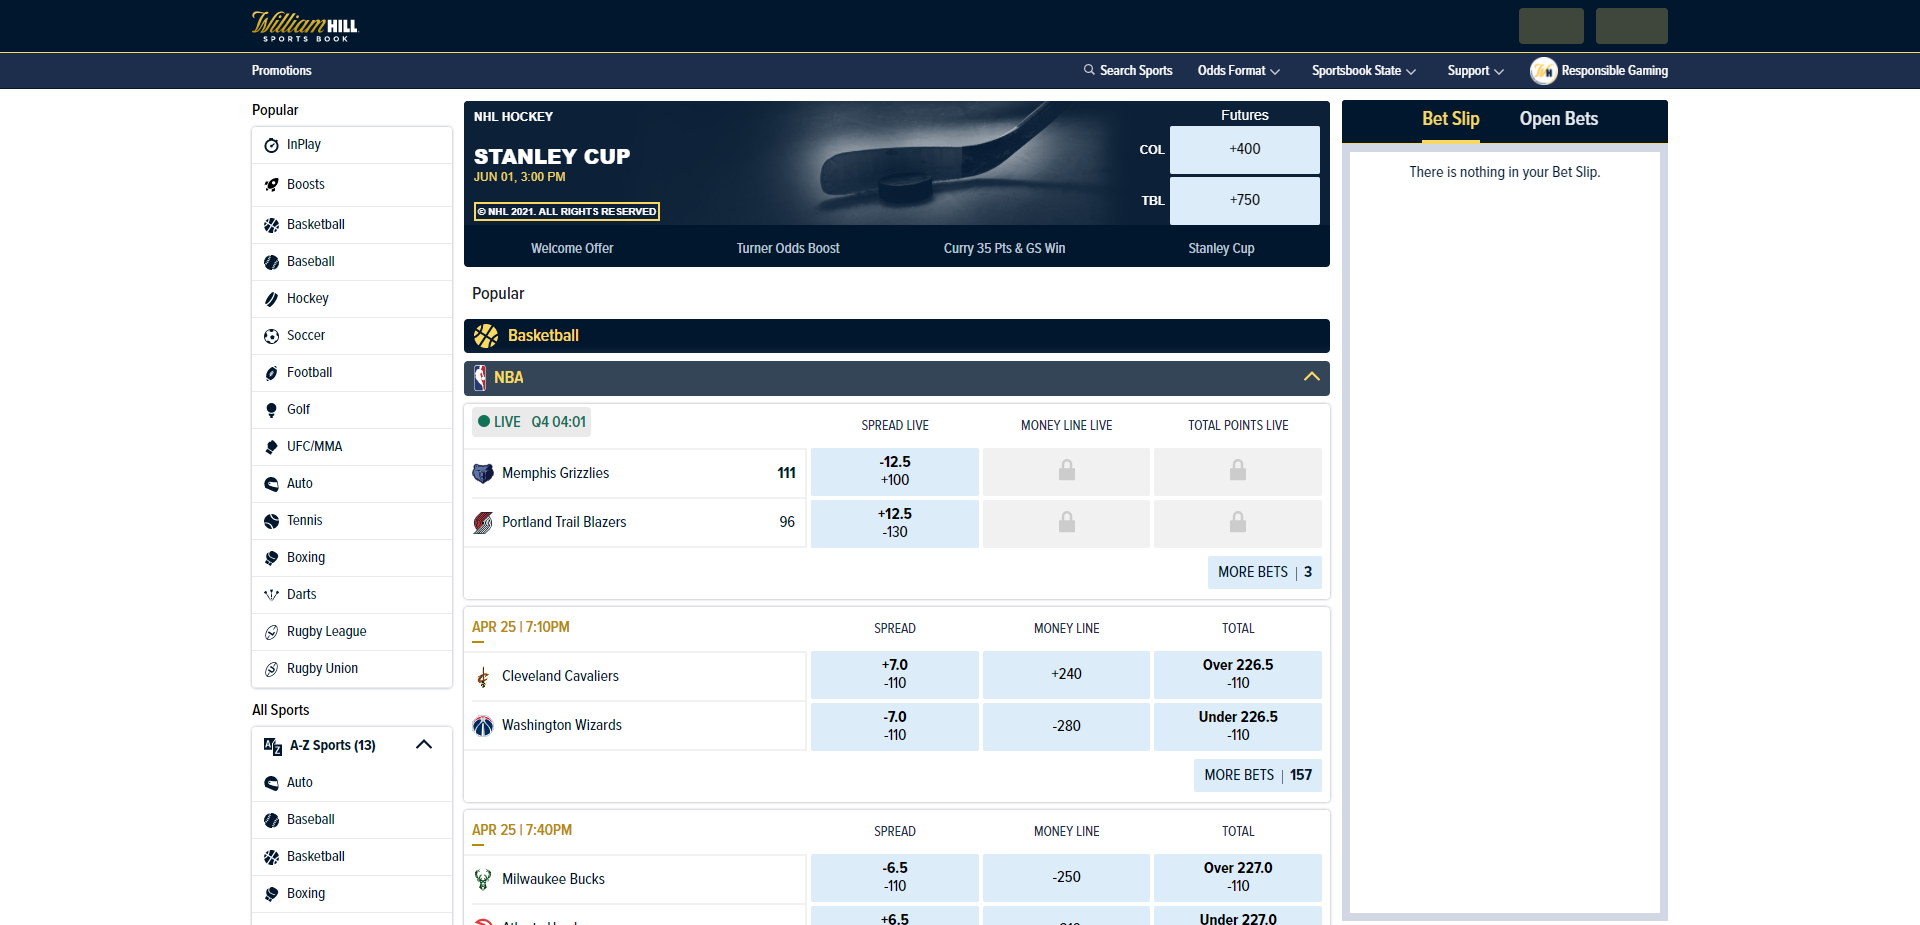 William HILL
SPORTS BOOK
Promotions
Search Sports
Odds Format
Sportsbook State
Support
WH
Responsible Gaming
Popular
InPlay
Boosts
Basketball
Baseball
Hockey
Soccer
Football
Golf
UFC/MMA
Auto
Tennis
Boxing
Darts
Rugby League
Rugby Union
All Sports
A-Z Sports (13)
Auto
Baseball
Basketball
Boxing
NHL HOCKEY
STANLEY CUP
JUN 01, 3:00 PM
© NHL 2021. ALL RIGHTS RESERVED
Futures
COL +400
TBL +750
Welcome Offer
Turner Odds Boost
Curry 35 Pts & GS Win
Stanley Cup
Popular
Basketball
NBA
LIVE Q4 04:01
SPREAD LIVE
MONEY LINE LIVE
TOTAL POINTS LIVE
Memphis Grizzlies 111
-12.5
+100
Portland Trail Blazers 96
+12.5
-130
MORE BETS | 3
APR 25 | 7:10PM
SPREAD
MONEY LINE
TOTAL
Cleveland Cavaliers
+7.0
-110
+240
Over 226.5
-110
Washington Wizards
-7.0
-110
-280
Under 226.5
-110
MORE BETS | 157
APR 25 | 7:40PM
SPREAD
MONEY LINE
TOTAL
Milwaukee Bucks
-6.5
-110
-250
Over 227.0
-110
+6.5
Under 227.0
Bet Slip
Open Bets
There is nothing in your Bet Slip.